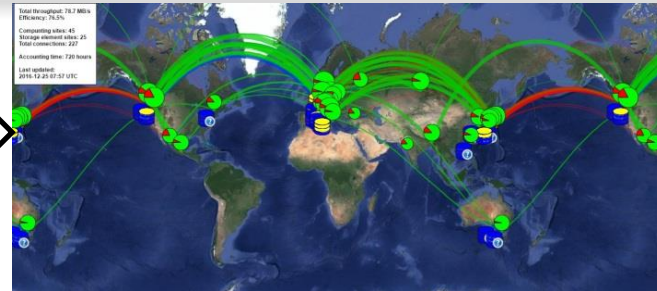 Total throughput: 78.7 MB/s
Efficiency: 76.5%
Computing sites: 45
Storage element sites: 25
Total connections: 227
Accounting time: 720 hours
Last updated:
2016-12-25 07:57 UTC